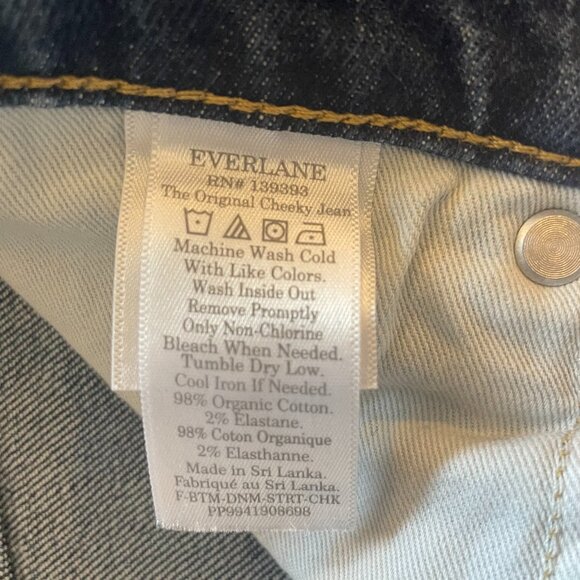 EVERLANE
RN# 139393
The Original Cheeky Jean
Machine Wash Cold
With Like Colors.
Wash Inside Out
Remove Promptly
Only Non-Chlorine
Bleach When Needed.
Tumble Dry Low.
Cool Iron If Needed.
98% Organic Cotton.
2% Elastane.
98% Coton Organique
2% Elasthanne.
Made in Sri Lanka.
Fabriqué au Sri Lanka.
F-BTM-DNM-STRT-CHK
PP9941908698